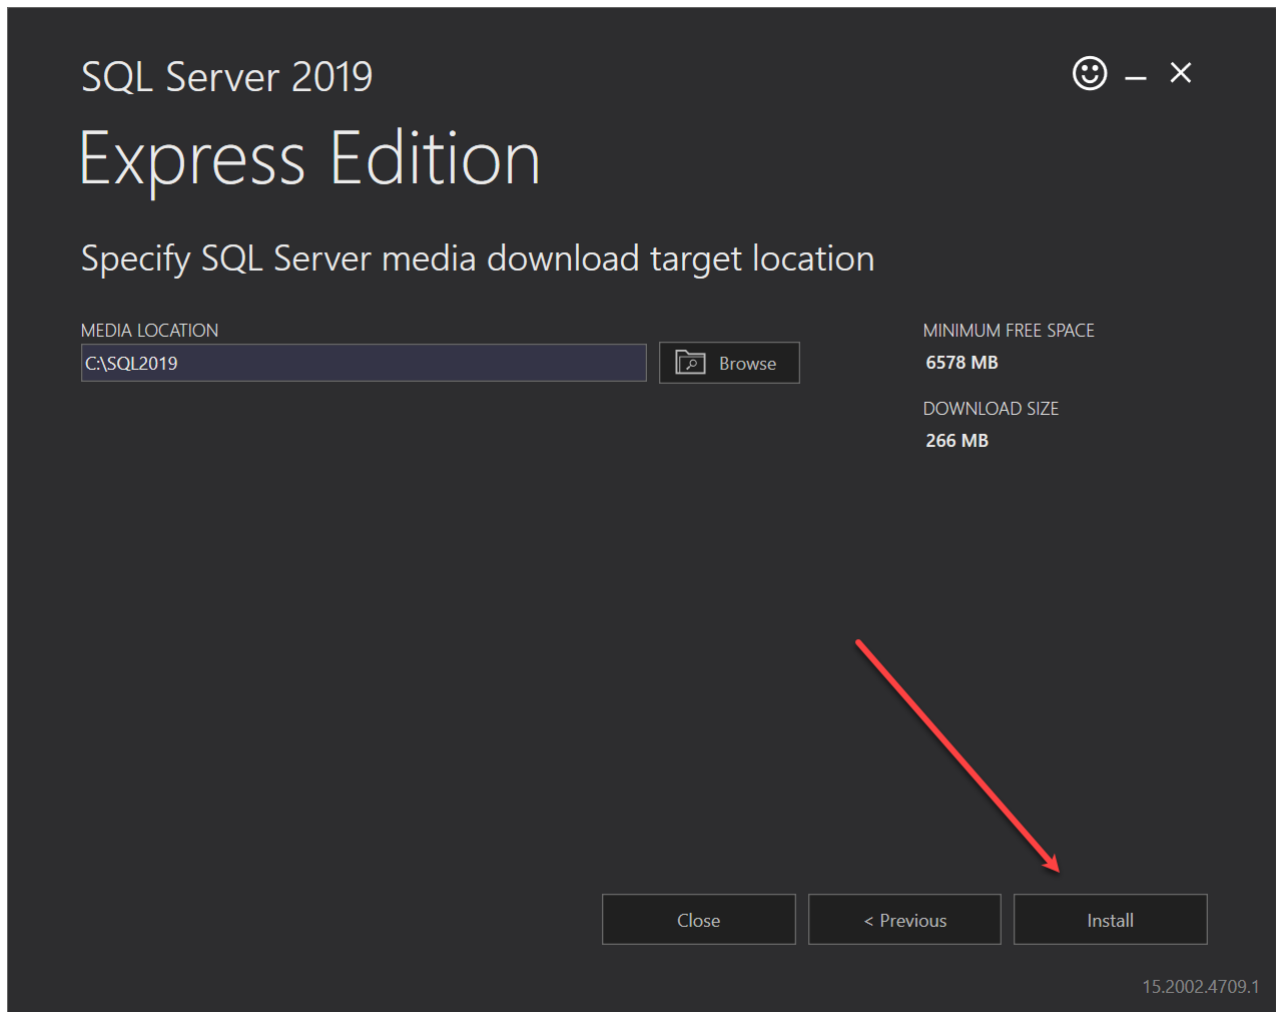 SQL Server 2019
Express Edition
Specify SQL Server media download target location
MEDIA LOCATION
C:\SQL2019
Browse
MINIMUM FREE SPACE
6578 MB
DOWNLOAD SIZE
266 MB
Close
< Previous
Install
15.2002.4709.1